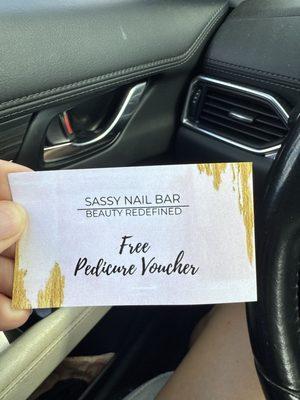 SASSY NAIL BAR
BEAUTY REDEFINED
Free
Pedicure Voucher